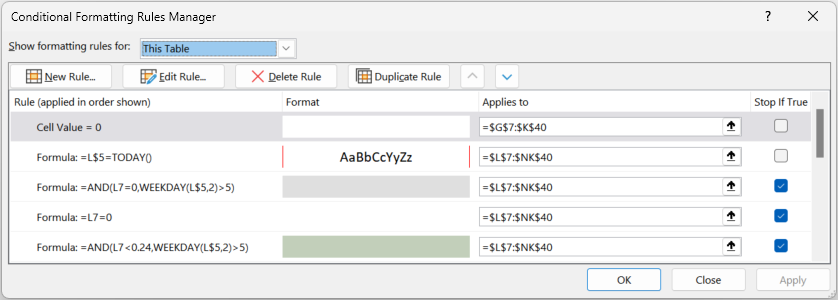 Conditional Formatting Rules Manager ? ×
Show formatting rules for: This Table
New Rule... Edit Rule... Delete Rule Duplicate Rule
Rule (applied in order shown) Format Applies to Stop If True
Cell Value = 0 =$G$7:$K$40
Formula: =L$5=TODAY() AaBbCcYyZz =$L$7:$NK$40
Formula: =AND(L7=0,WEEKDAY(L$5,2)>5) =$L$7:$NK$40
Formula: =L7=0 =$L$7:$NK$40
Formula: =AND(L7<0.24,WEEKDAY(L$5,2)>5) =$L$7:$NK$40
OK Close Apply